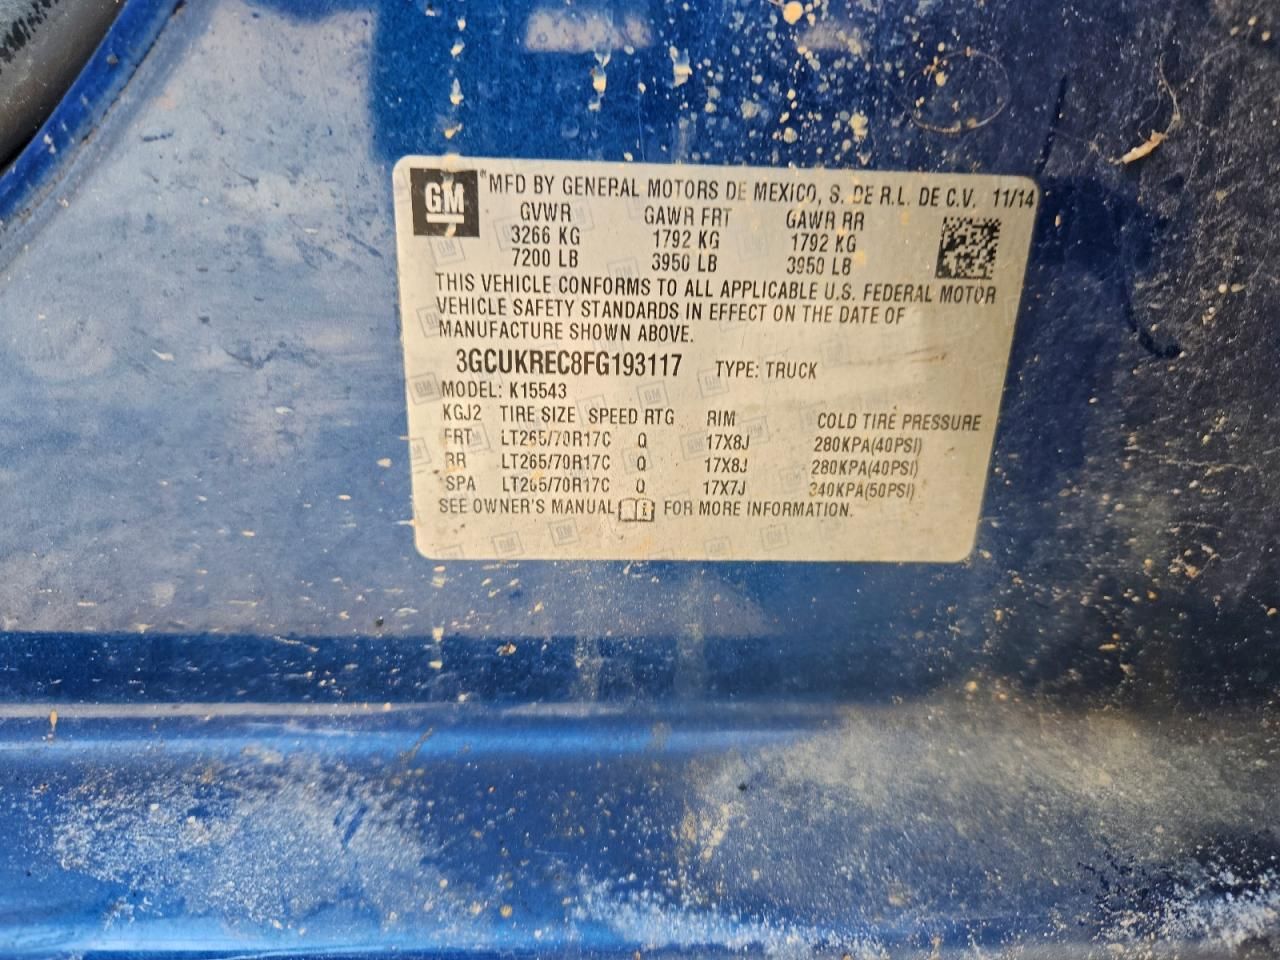 GM ® MFD BY GENERAL MOTORS DE MEXICO, S. DE R.L. DE C.V. 11/14
GVWR GAWR FRT GAWR RR
3266 KG 1792 KG 1792 KG
7200 LB 3950 LB 3950 LB
THIS VEHICLE CONFORMS TO ALL APPLICABLE U.S. FEDERAL MOTOR
VEHICLE SAFETY STANDARDS IN EFFECT ON THE DATE OF
MANUFACTURE SHOWN ABOVE.
3GCUKREC8FG193117 TYPE: TRUCK
MODEL: K15543
KGJ2 TIRE SIZE SPEED RTG RIM COLD TIRE PRESSURE
FRT LT265/70R17C Q 17X8J 280KPA(40PSI)
RR LT265/70R17C Q 17X8J 280KPA(40PSI)
SPA LT265/70R17C Q 17X7J 340KPA(50PSI)
SEE OWNER'S MANUAL FOR MORE INFORMATION.